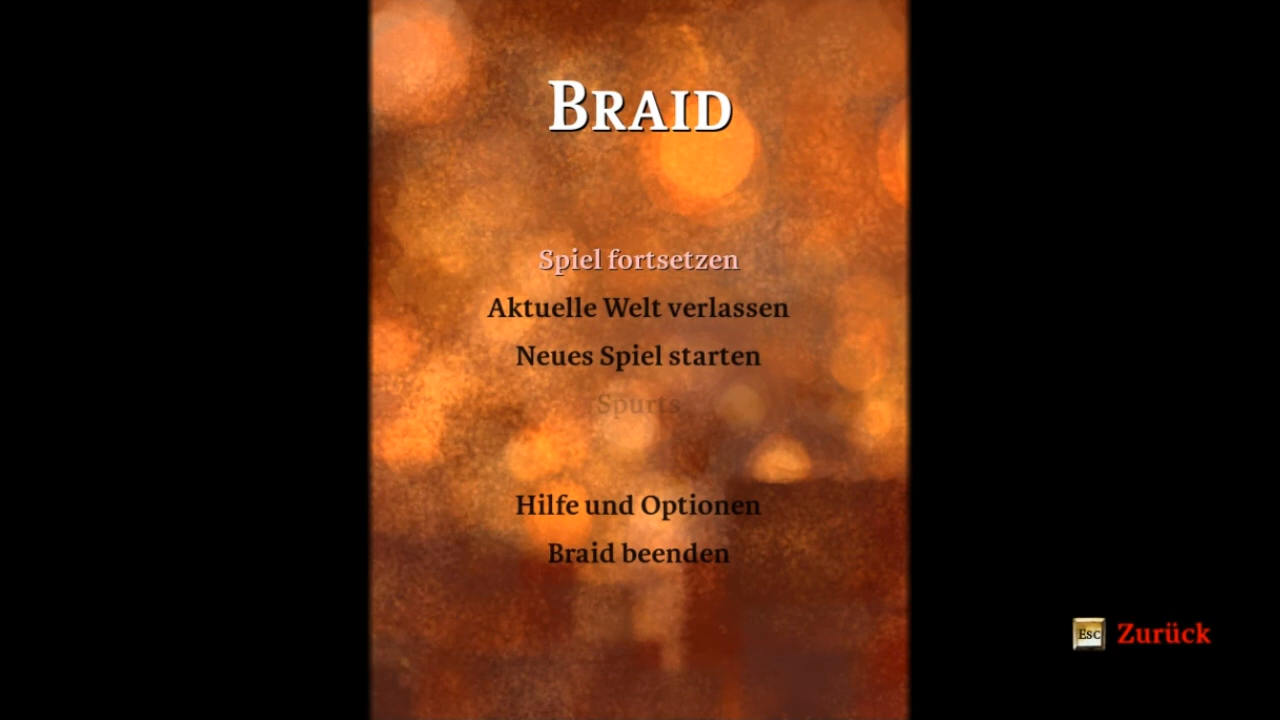 BRAID
Spiel fortsetzen
Aktuelle Welt verlassen
Neues Spiel starten
Spurts
Hilfe und Optionen
Braid beenden
Esc Zurück